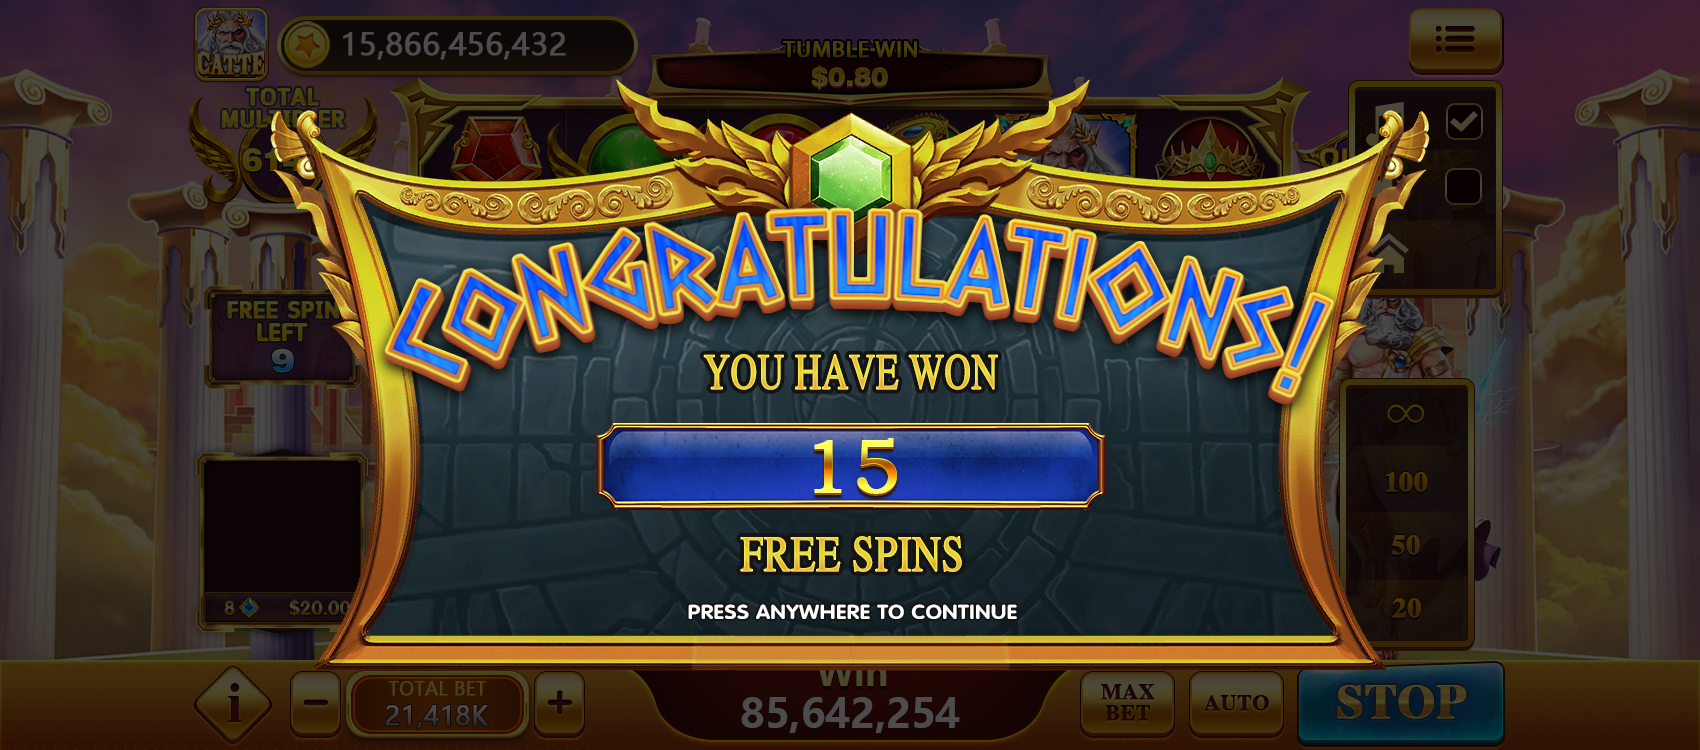 CATTE
15,866,456,432
TUMBLE WIN
$0.80
TOTAL
MULTIPLIER
CONGRATULATIONS!
FREE SPIN
LEFT
9
YOU HAVE WON
15
FREE SPINS
PRESS ANYWHERE TO CONTINUE
∞
100
50
20
8
$20.00
i
TOTAL BET
21,418K
Win
85,642,254
MAX
BET
AUTO
STOP